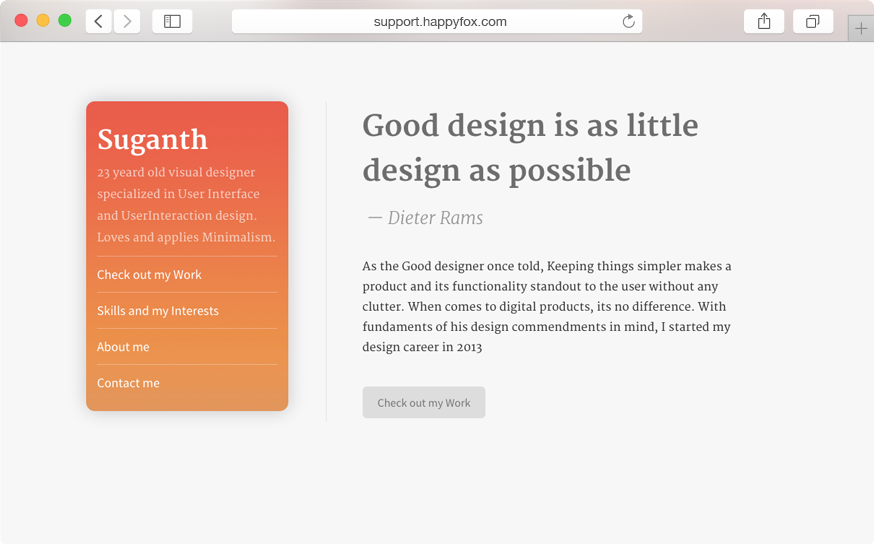 support.happyfox.com
Suganth
23 yeard old visual designer
specialized in User Interface
and UserInteraction design.
Loves and applies Minimalism.
Check out my Work
Skills and my Interests
About me
Contact me
Good design is as little
design as possible
— Dieter Rams
As the Good designer once told, Keeping things simpler makes a
product and its functionality standout to the user without any
clutter. When comes to digital products, its no difference. With
fundaments of his design commendments in mind, I started my
design career in 2013
Check out my Work